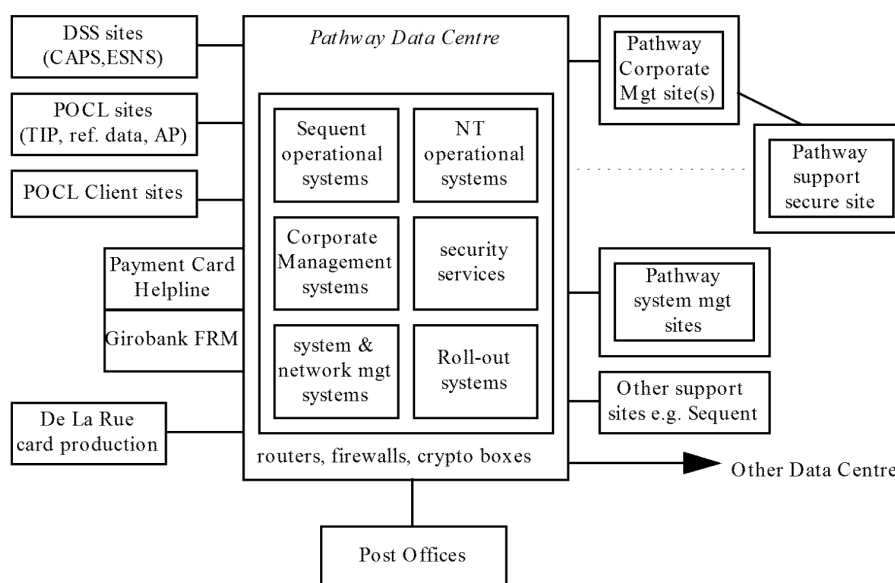 DSS sites
(CAPS,ESNS)
POCL sites
(TIP, ref. data, AP)
POCL Client sites
Payment Card
Helpline
Girobank FRM
De La Rue
card production
Pathway Data Centre
Sequent
operational
systems
NT
operational
systems
Corporate
Management
systems
security
services
system &
network mgt
systems
Roll-out
systems
routers, firewalls, crypto boxes
Post Offices
Pathway
Corporate
Mgt site(s)
Pathway
support
secure site
Pathway
system mgt
sites
Other support
sites e.g. Sequent
Other Data Centre